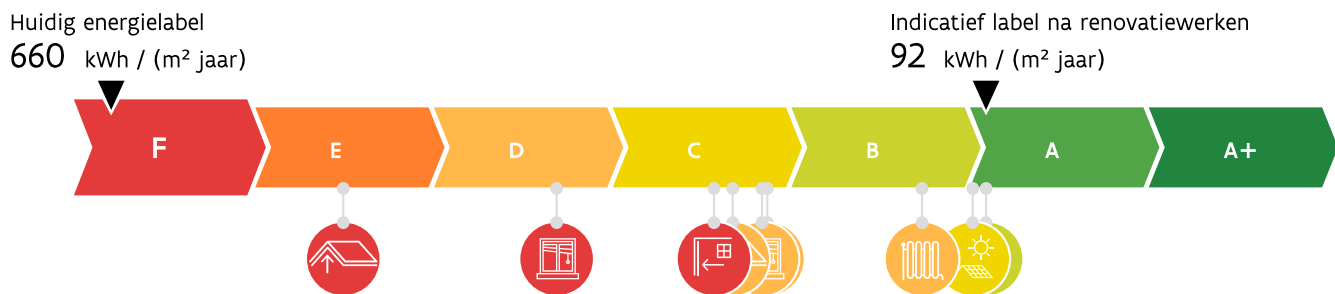 Huidig energielabel
660 kWh / (m² jaar)
Indicatief label na renovatiewerken
92 kWh / (m² jaar)
F E D C B A A+